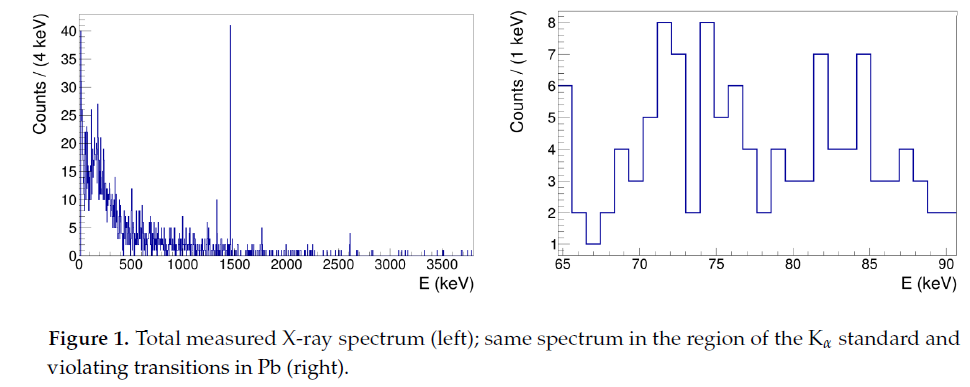 Counts / (4 keV)
40
35
30
25
20
15
10
5
0
0 500 1000 1500 2000 2500 3000 3500
E (keV)
Counts / (1 keV)
8
7
6
5
4
3
2
1
65 70 75 80 85 90
E (keV)
Figure 1. Total measured X-ray spectrum (left); same spectrum in the region of the Kα standard and
violating transitions in Pb (right).